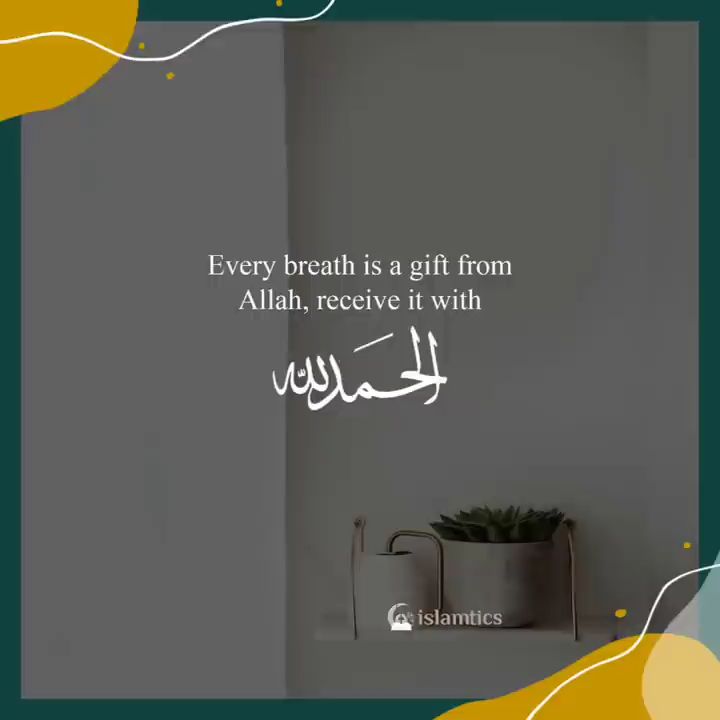 Every breath is a gift from
Allah, receive it with
الحمدلله
islamtics